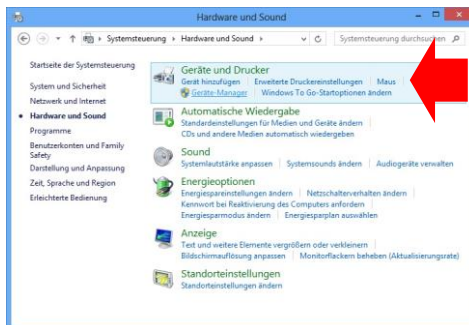 Hardware und Sound
Systemsteuerung Hardware und Sound Systemsteuerung durchsuchen
Startseite der Systemsteuerung
System und Sicherheit
Netzwerk und Internet
Hardware und Sound
Programme
Benutzerkonten und Family
Safety
Darstellung und Anpassung
Zeit, Sprache und Region
Erleichterte Bedienung
Geräte und Drucker
Gerät hinzufügen Erweiterte Druckereinstellungen Maus
Geräte-Manager Windows To Go-Startoptionen ändern
Automatische Wiedergabe
Standardeinstellungen für Medien und Geräte ändern
CDs und andere Medien automatisch wiedergeben
Sound
Systemlautstärke anpassen Systemsounds ändern Audiogeräte verwalten
Energieoptionen
Energiespareinstellungen ändern Netzschalterverhalten ändern
Kennwort bei Reaktivierung des Computers anfordern
Energiesparmodus ändern Energiesparplan auswählen
Anzeige
Text und weitere Elemente vergrößern oder verkleinern
Bildschirmauflösung anpassen Monitorflackern beheben (Aktualisierungsrate)
Standorteinstellungen
Standorteinstellungen ändern